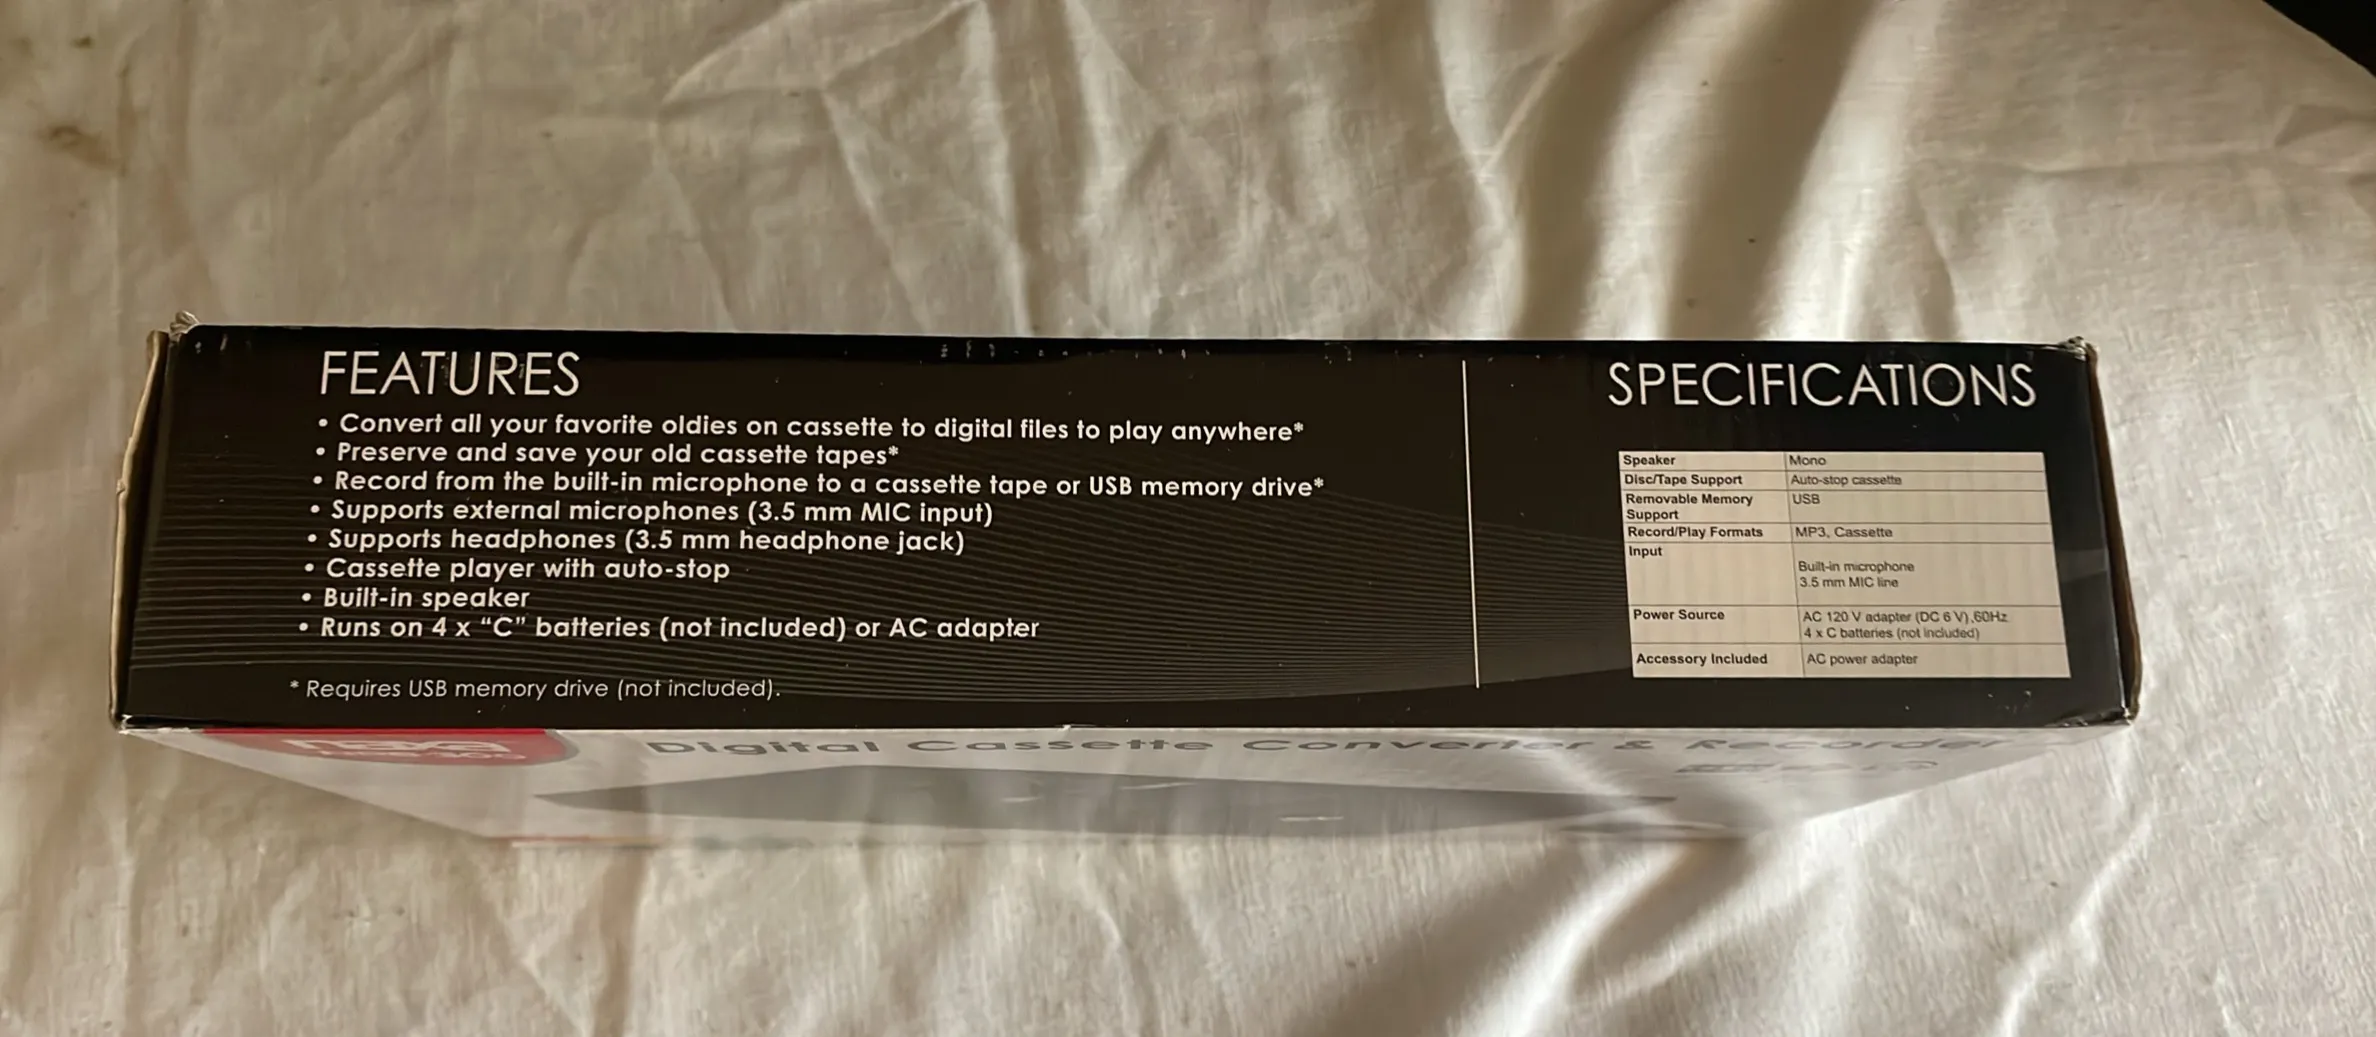 FEATURES
• Convert all your favorite oldies on cassette to digital files to play anywhere*
• Preserve and save your old cassette tapes*
• Record from the built-in microphone to a cassette tape or USB memory drive*
• Supports external microphones (3.5 mm MIC input)
• Supports headphones (3.5 mm headphone jack)
• Cassette player with auto-stop
• Built-in speaker
• Runs on 4 x “C” batteries (not included) or AC adapter
* Requires USB memory drive (not included).
SPECIFICATIONS
Speaker Mono
Disc/Tape Support Auto-stop cassette
Removable Memory USB
Support
Record/Play Formats MP3, Cassette
Input
Built-in microphone
3.5 mm MIC line
Power Source AC 120 V adapter (DC 6 V),60Hz
4 x C batteries (not included)
Accessory Included AC power adapter
naxa
Digital Cassette Converter & Recorder